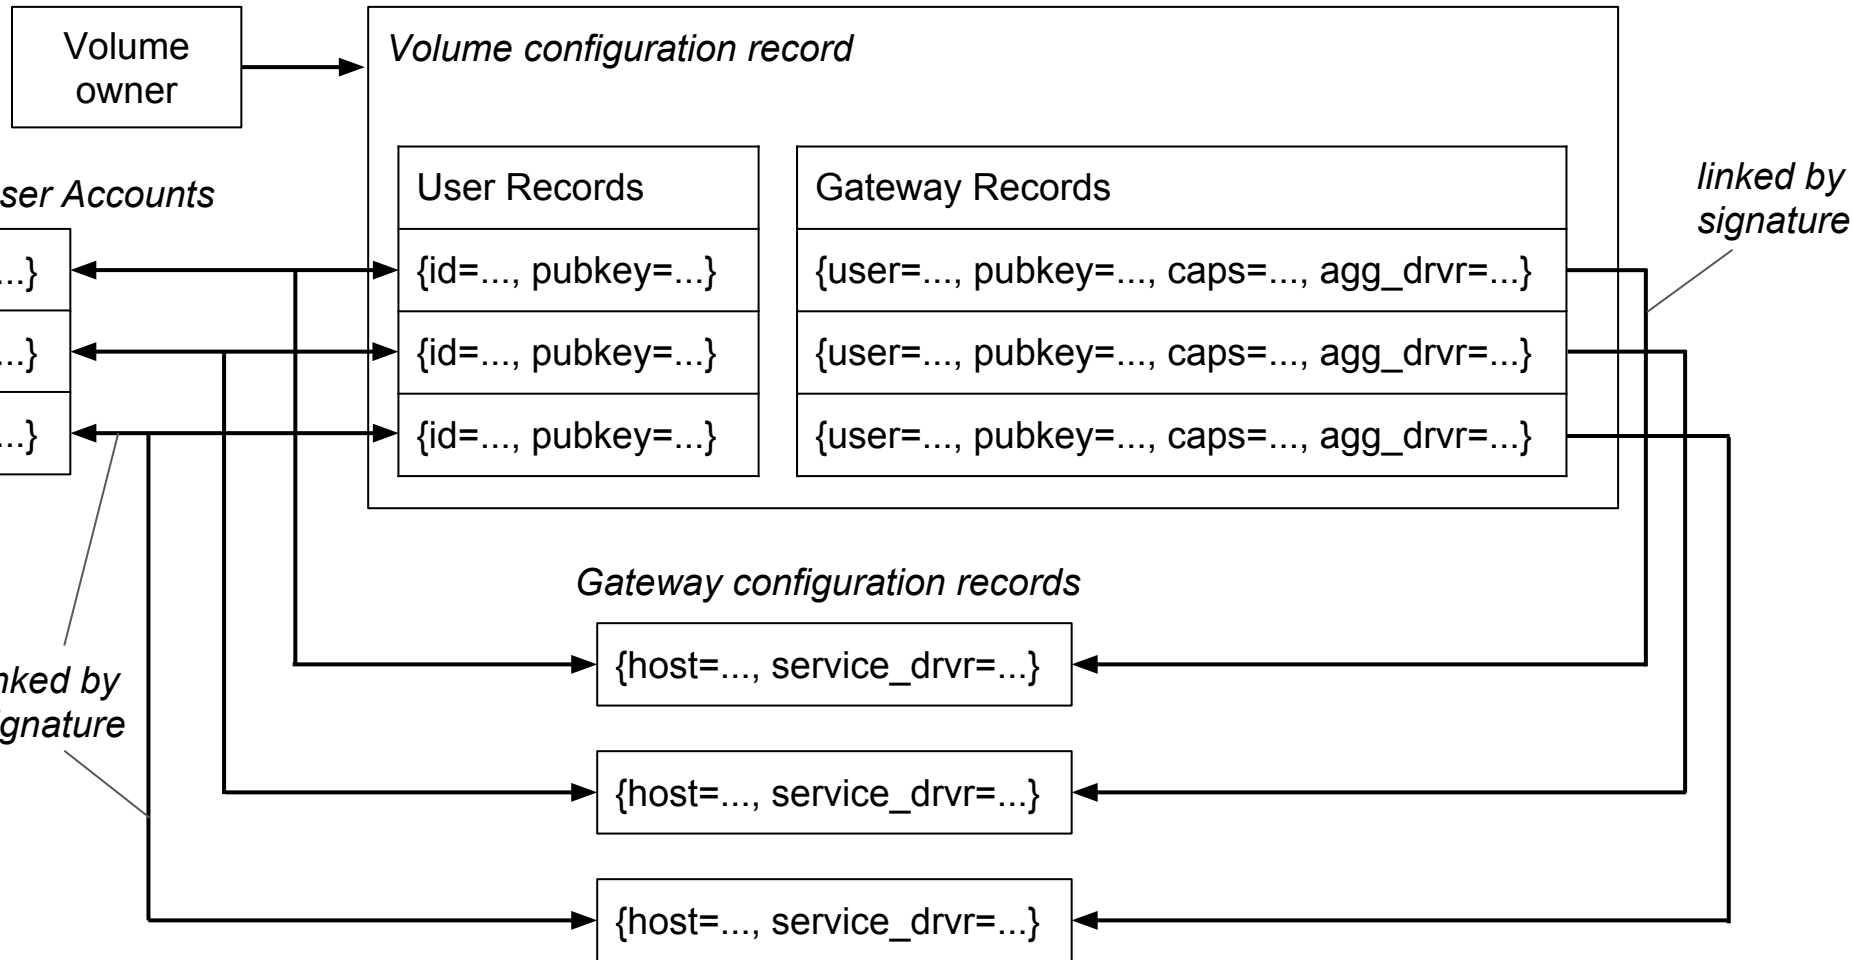 Volume
owner
Volume configuration record
ser Accounts
User Records
Gateway Records
linked by
signature
...}
{id=..., pubkey=...}
{user=..., pubkey=..., caps=..., agg_drvr=...}
...}
{id=..., pubkey=...}
{user=..., pubkey=..., caps=..., agg_drvr=...}
...}
{id=..., pubkey=...}
{user=..., pubkey=..., caps=..., agg_drvr=...}
Gateway configuration records
{host=..., service_drvr=...}
nked by
gnature
{host=..., service_drvr=...}
{host=..., service_drvr=...}